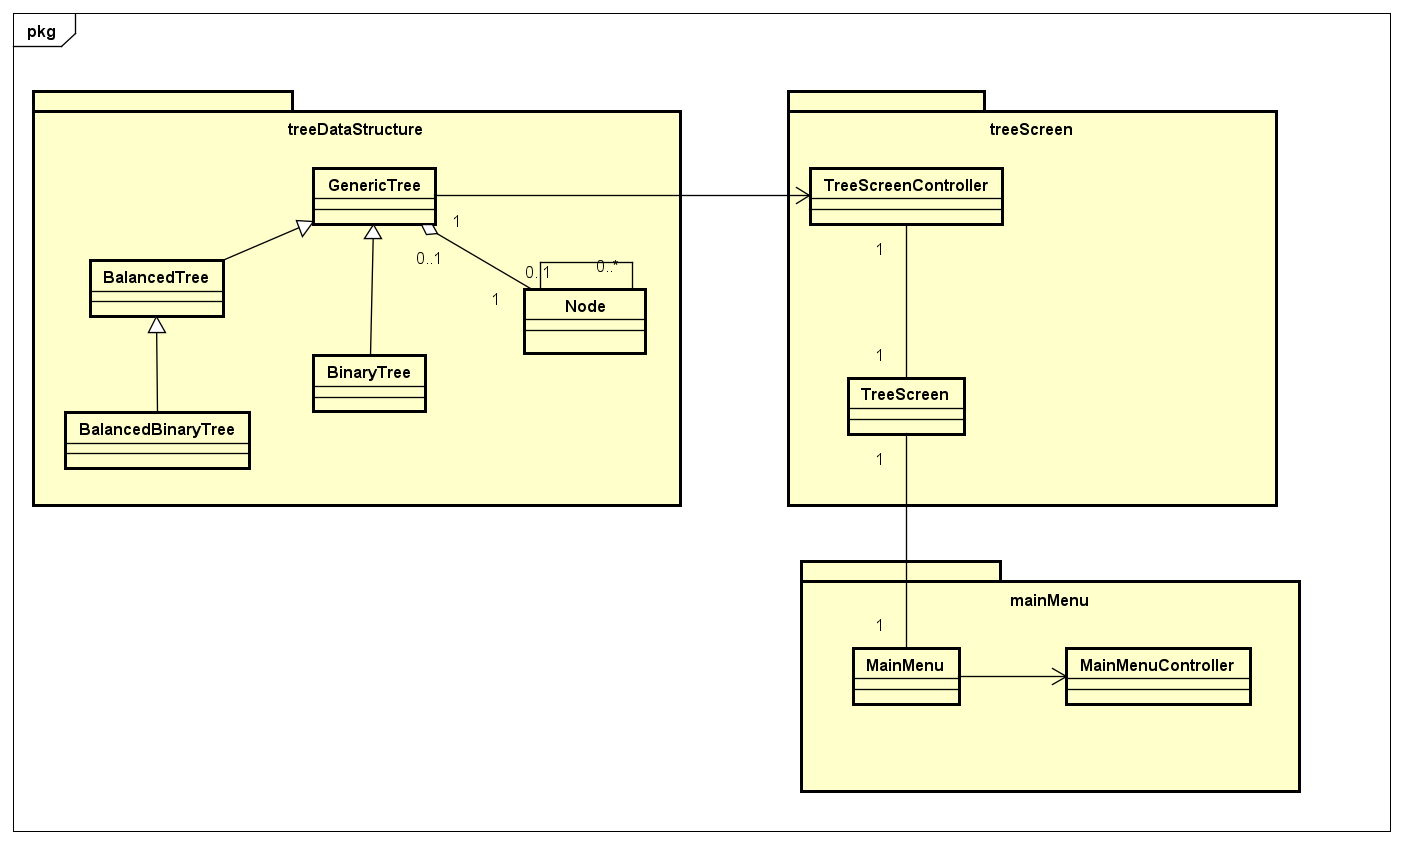 pkg
treeDataStructure
treeScreen
GenericTree
TreeScreenController
1
1
0..1
0..1
0..*
BalancedTree
1
Node
1
BinaryTree
TreeScreen
BalancedBinaryTree
1
mainMenu
1
MainMenu
MainMenuController